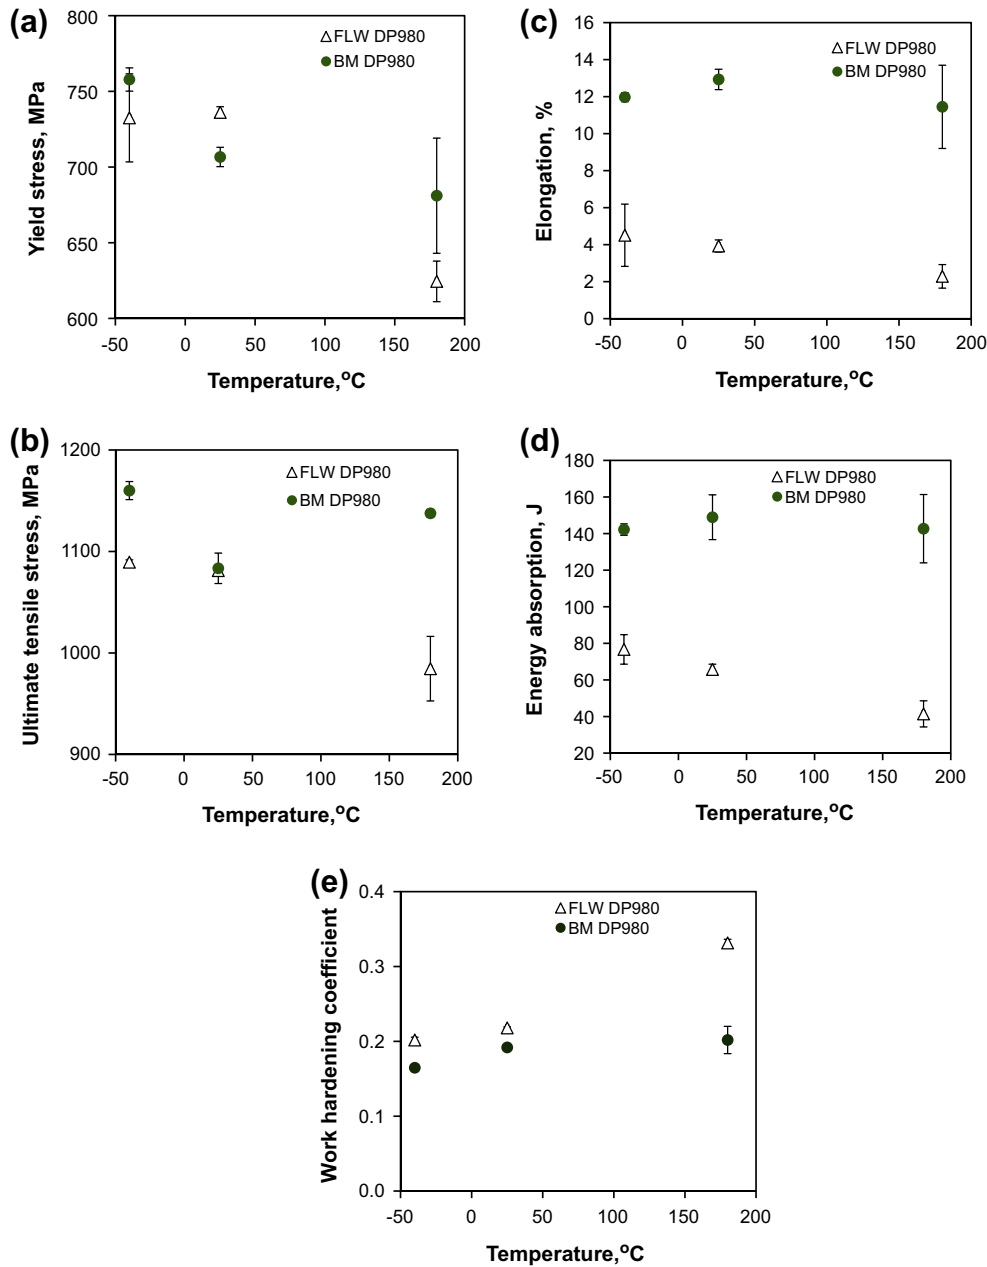 (a)
800
750
700
650
600
Yield stress, MPa
FLW DP980
BM DP980
-50 0 50 100 150 200
Temperature,°C
(c)
16
14
12
10
8
6
4
2
0
Elongation, %
FLW DP980
BM DP980
-50 0 50 100 150 200
Temperature,°C
(b)
1200
1100
1000
900
Ultimate tensile stress, MPa
FLW DP980
BM DP980
-50 0 50 100 150 200
Temperature,°C
(d)
180
160
140
120
100
80
60
40
20
Energy absorption, J
FLW DP980
BM DP980
-50 0 50 100 150 200
Temperature,°C
(e)
0.4
0.3
0.2
0.1
0.0
Work hardening coefficient
FLW DP980
BM DP980
-50 0 50 100 150 200
Temperature,°C